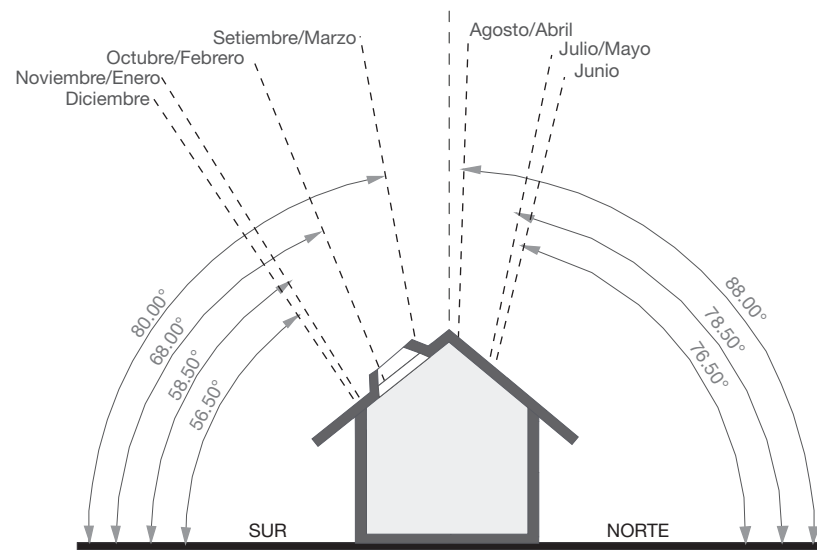 Setiembre/Marzo
Octubre/Febrero
Noviembre/Enero
Diciembre
Agosto/Abril
Julio/Mayo
Junio
80.00°
68.00°
58.50°
56.50°
88.00°
78.50°
76.50°
SUR
NORTE